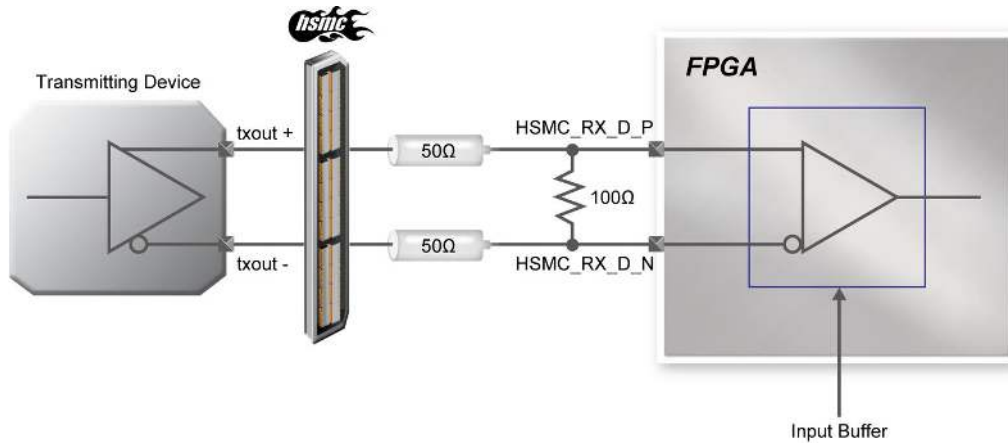 hsmc
FPGA
Transmitting Device
txout +
HSMC_RX_D_P
50Ω
100Ω
50Ω
txout -
HSMC_RX_D_N
Input Buffer